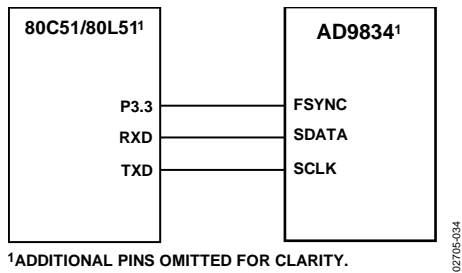 80C51/80L51¹
AD9834¹
P3.3
FSYNC
RXD
SDATA
TXD
SCLK
¹ADDITIONAL PINS OMITTED FOR CLARITY.
02705-034